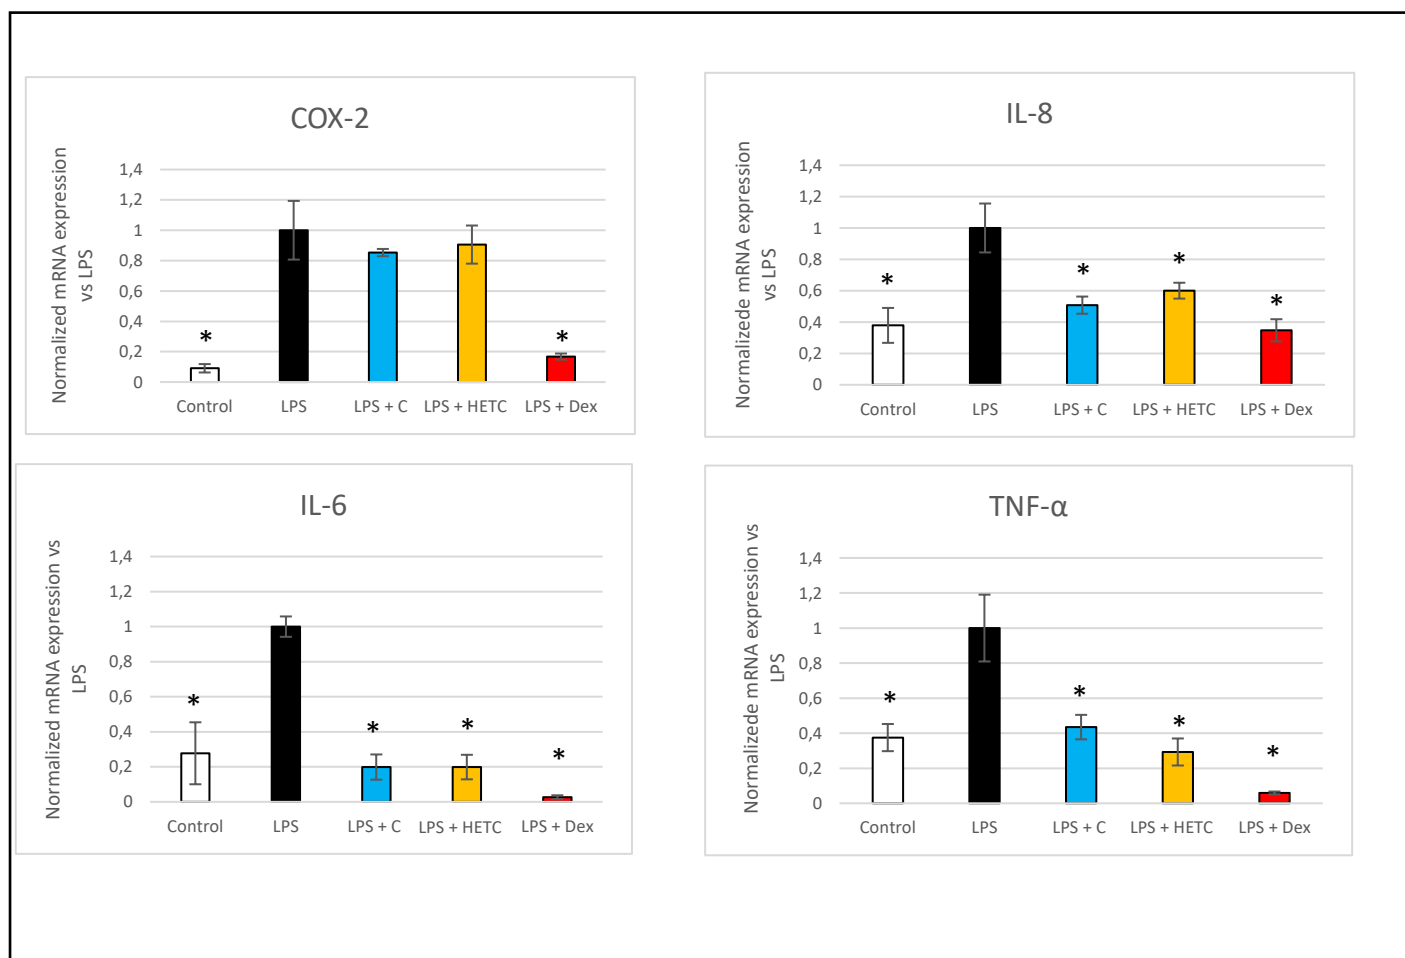 COX-2
Normalized mRNA expression
vs LPS
1,4
1,2
1
0,8
0,6
0,4
0,2
0
*
*
Control
LPS
LPS + C
LPS + HETC
LPS + Dex
IL-8
Normalizede mRNA expression
vs LPS
1,4
1,2
1
0,8
0,6
0,4
0,2
0
*
*
*
*
Control
LPS
LPS + C
LPS + HETC
LPS + Dex
IL-6
Normalized mRNA expression vs
LPS
1,4
1,2
1
0,8
0,6
0,4
0,2
0
*
*
*
*
Control
LPS
LPS + C
LPS + HETC
LPS + Dex
TNF-α
Normalizede mRNA expression vs
LPS
1,4
1,2
1
0,8
0,6
0,4
0,2
0
*
*
*
*
Control
LPS
LPS + C
LPS + HETC
LPS + Dex